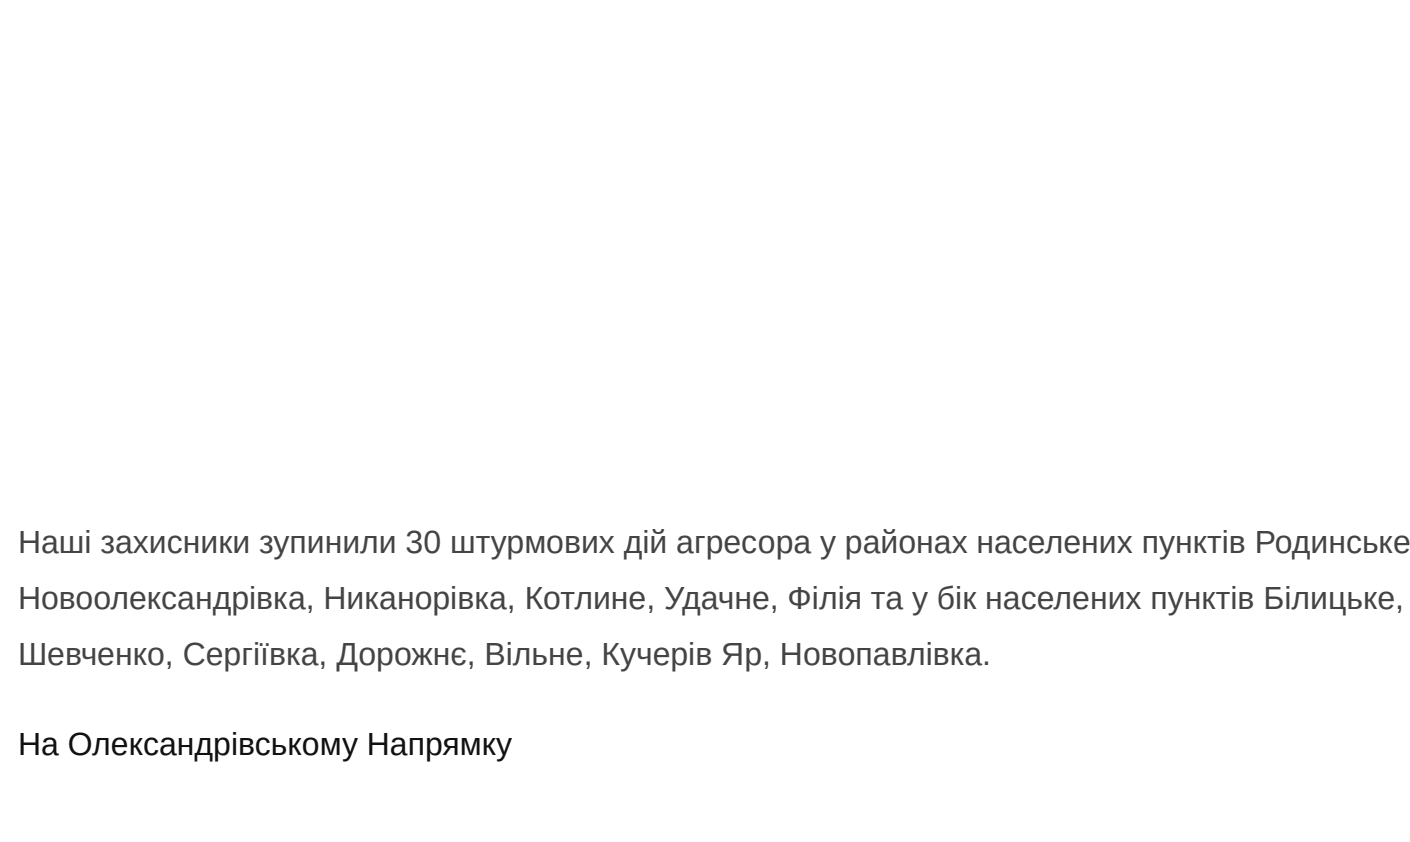 Наші захисники зупинили 30 штурмових дій агресора у районах населених пунктів Родинське
Новоолександрівка, Никанорівка, Котлине, Удачне, Філія та у бік населених пунктів Білицьке,
Шевченко, Сергіївка, Дорожнє, Вільне, Кучерів Яр, Новопавлівка.
На Олександрівському Напрямку